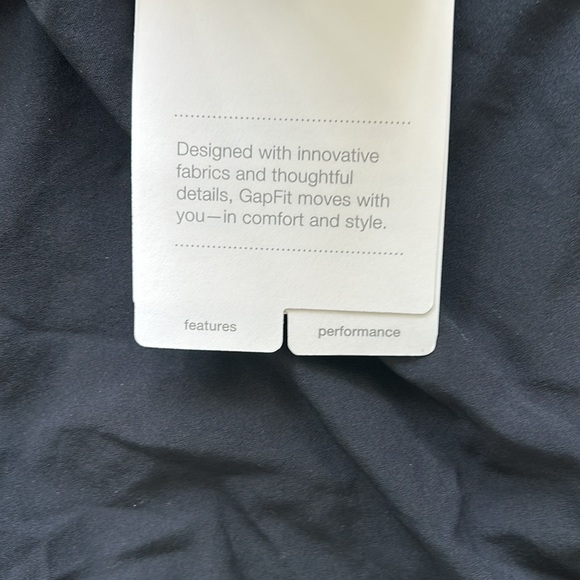 Designed with innovative
fabrics and thoughtful
details, GapFit moves with
you—in comfort and style.
features
performance